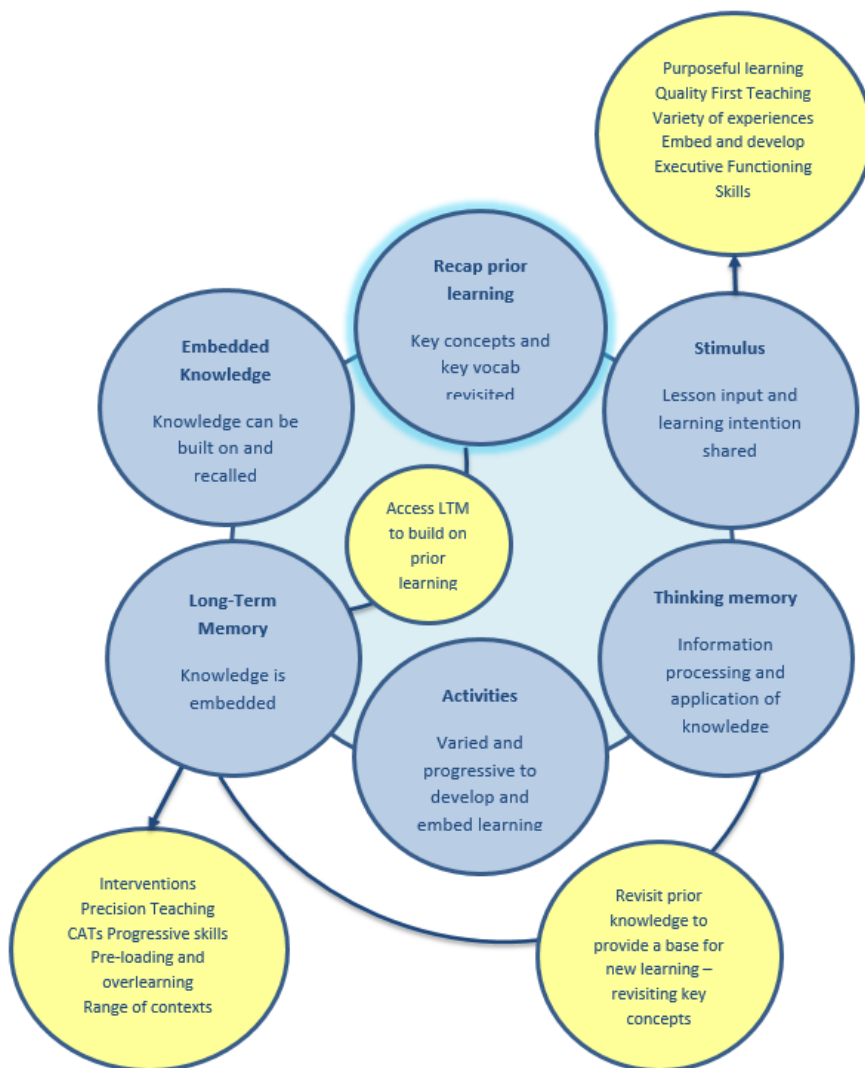 Purposeful learning
Quality First Teaching
Variety of experiences
Embed and develop
Executive Functioning
Skills
Recap prior
learning
Key concepts and
key vocab
revisited
Stimulus
Lesson input and
learning intention
shared
Thinking memory
Information
processing and
application of
knowledge
Activities
Varied and
progressive to
develop and
embed learning
Long-Term
Memory
Knowledge is
embedded
Embedded
Knowledge
Knowledge can be
built on and
recalled
Access LTM
to build on
prior
learning
Interventions
Precision Teaching
CATs Progressive skills
Pre-loading and
overlearning
Range of contexts
Revisit prior
knowledge to
provide a base for
new learning –
revisiting key
concepts